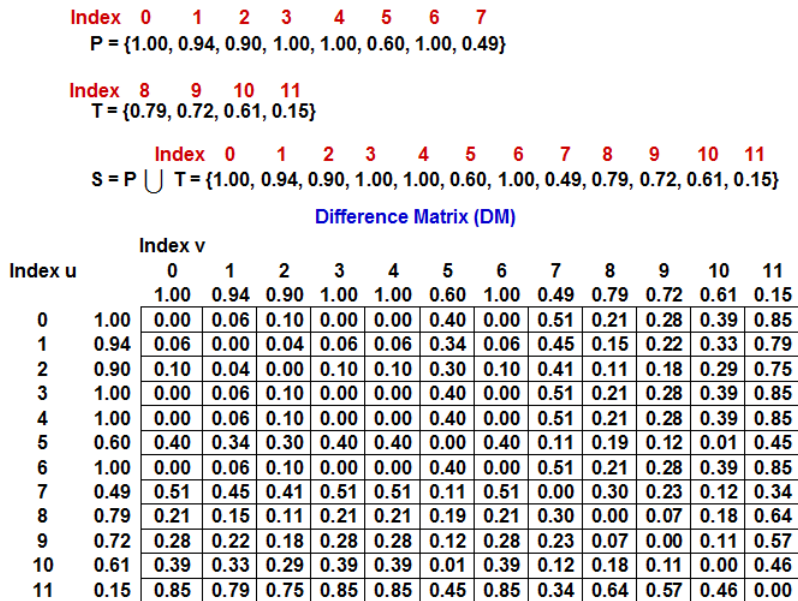 Index 0 1 2 3 4 5 6 7
P = {1.00, 0.94, 0.90, 1.00, 1.00, 0.60, 1.00, 0.49}
Index 8 9 10 11
T = {0.79, 0.72, 0.61, 0.15}
Index 0 1 2 3 4 5 6 7 8 9 10 11
S = P ⋃ T = {1.00, 0.94, 0.90, 1.00, 1.00, 0.60, 1.00, 0.49, 0.79, 0.72, 0.61, 0.15}
Difference Matrix (DM)
Index v
Index u 0 1 2 3 4 5 6 7 8 9 10 11
1.00 0.94 0.90 1.00 1.00 0.60 1.00 0.49 0.79 0.72 0.61 0.15
0 1.00 0.00 0.06 0.10 0.00 0.00 0.40 0.00 0.51 0.21 0.28 0.39 0.85
1 0.94 0.06 0.00 0.04 0.06 0.06 0.34 0.06 0.45 0.15 0.22 0.33 0.79
2 0.90 0.10 0.04 0.00 0.10 0.10 0.30 0.10 0.41 0.11 0.18 0.29 0.75
3 1.00 0.00 0.06 0.10 0.00 0.00 0.40 0.00 0.51 0.21 0.28 0.39 0.85
4 1.00 0.00 0.06 0.10 0.00 0.00 0.40 0.00 0.51 0.21 0.28 0.39 0.85
5 0.60 0.40 0.34 0.30 0.40 0.40 0.00 0.40 0.11 0.19 0.12 0.01 0.45
6 1.00 0.00 0.06 0.10 0.00 0.00 0.40 0.00 0.51 0.21 0.28 0.39 0.85
7 0.49 0.51 0.45 0.41 0.51 0.51 0.11 0.51 0.00 0.30 0.23 0.12 0.34
8 0.79 0.21 0.15 0.11 0.21 0.21 0.19 0.21 0.30 0.00 0.07 0.18 0.64
9 0.72 0.28 0.22 0.18 0.28 0.28 0.12 0.28 0.23 0.07 0.00 0.11 0.57
10 0.61 0.39 0.33 0.29 0.39 0.39 0.01 0.39 0.12 0.18 0.11 0.00 0.46
11 0.15 0.85 0.79 0.75 0.85 0.85 0.45 0.85 0.34 0.64 0.57 0.46 0.00